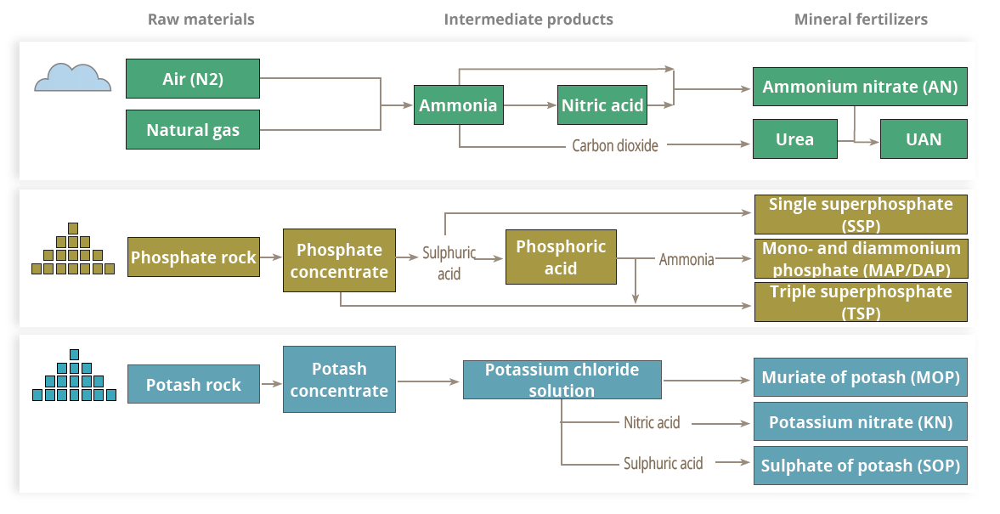 Raw materials
Intermediate products
Mineral fertilizers
Air (N2)
Natural gas
Ammonia
Nitric acid
Carbon dioxide
Ammonium nitrate (AN)
Urea
UAN
Phosphate rock
Phosphate
concentrate
Sulphuric
acid
Phosphoric
acid
Ammonia
Single superphosphate
(SSP)
Mono- and diammonium
phosphate (MAP/DAP)
Triple superphosphate
(TSP)
Potash rock
Potash
concentrate
Potassium chloride
solution
Nitric acid
Sulphuric acid
Muriate of potash (MOP)
Potassium nitrate (KN)
Sulphate of potash (SOP)